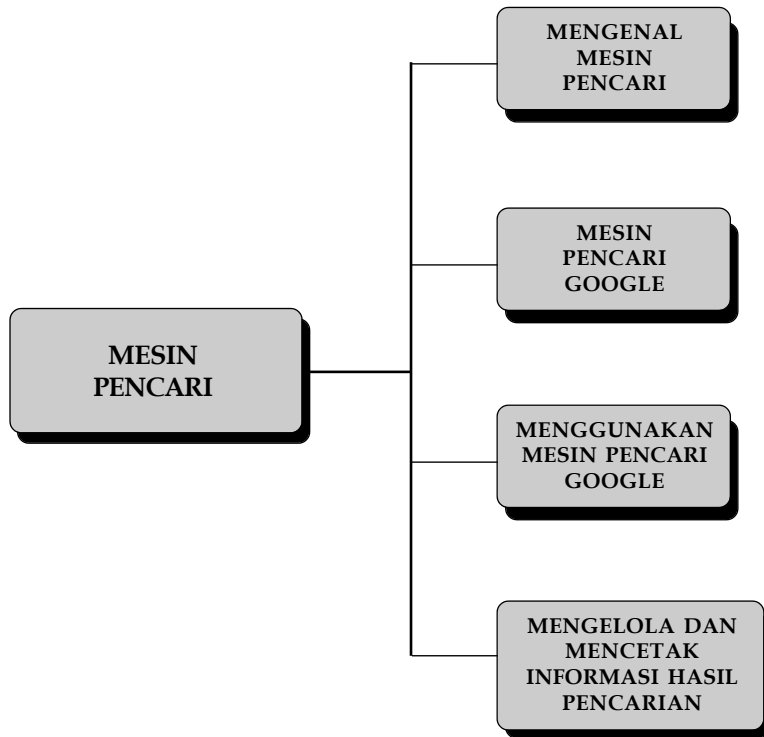 MENGENAL
MESIN
PENCARI
MESIN
PENCARI
GOOGLE
MESIN
PENCARI
MENGGUNAKAN
MESIN PENCARI
GOOGLE
MENGELOLA DAN
MENCETAK
INFORMASI HASIL
PENCARIAN